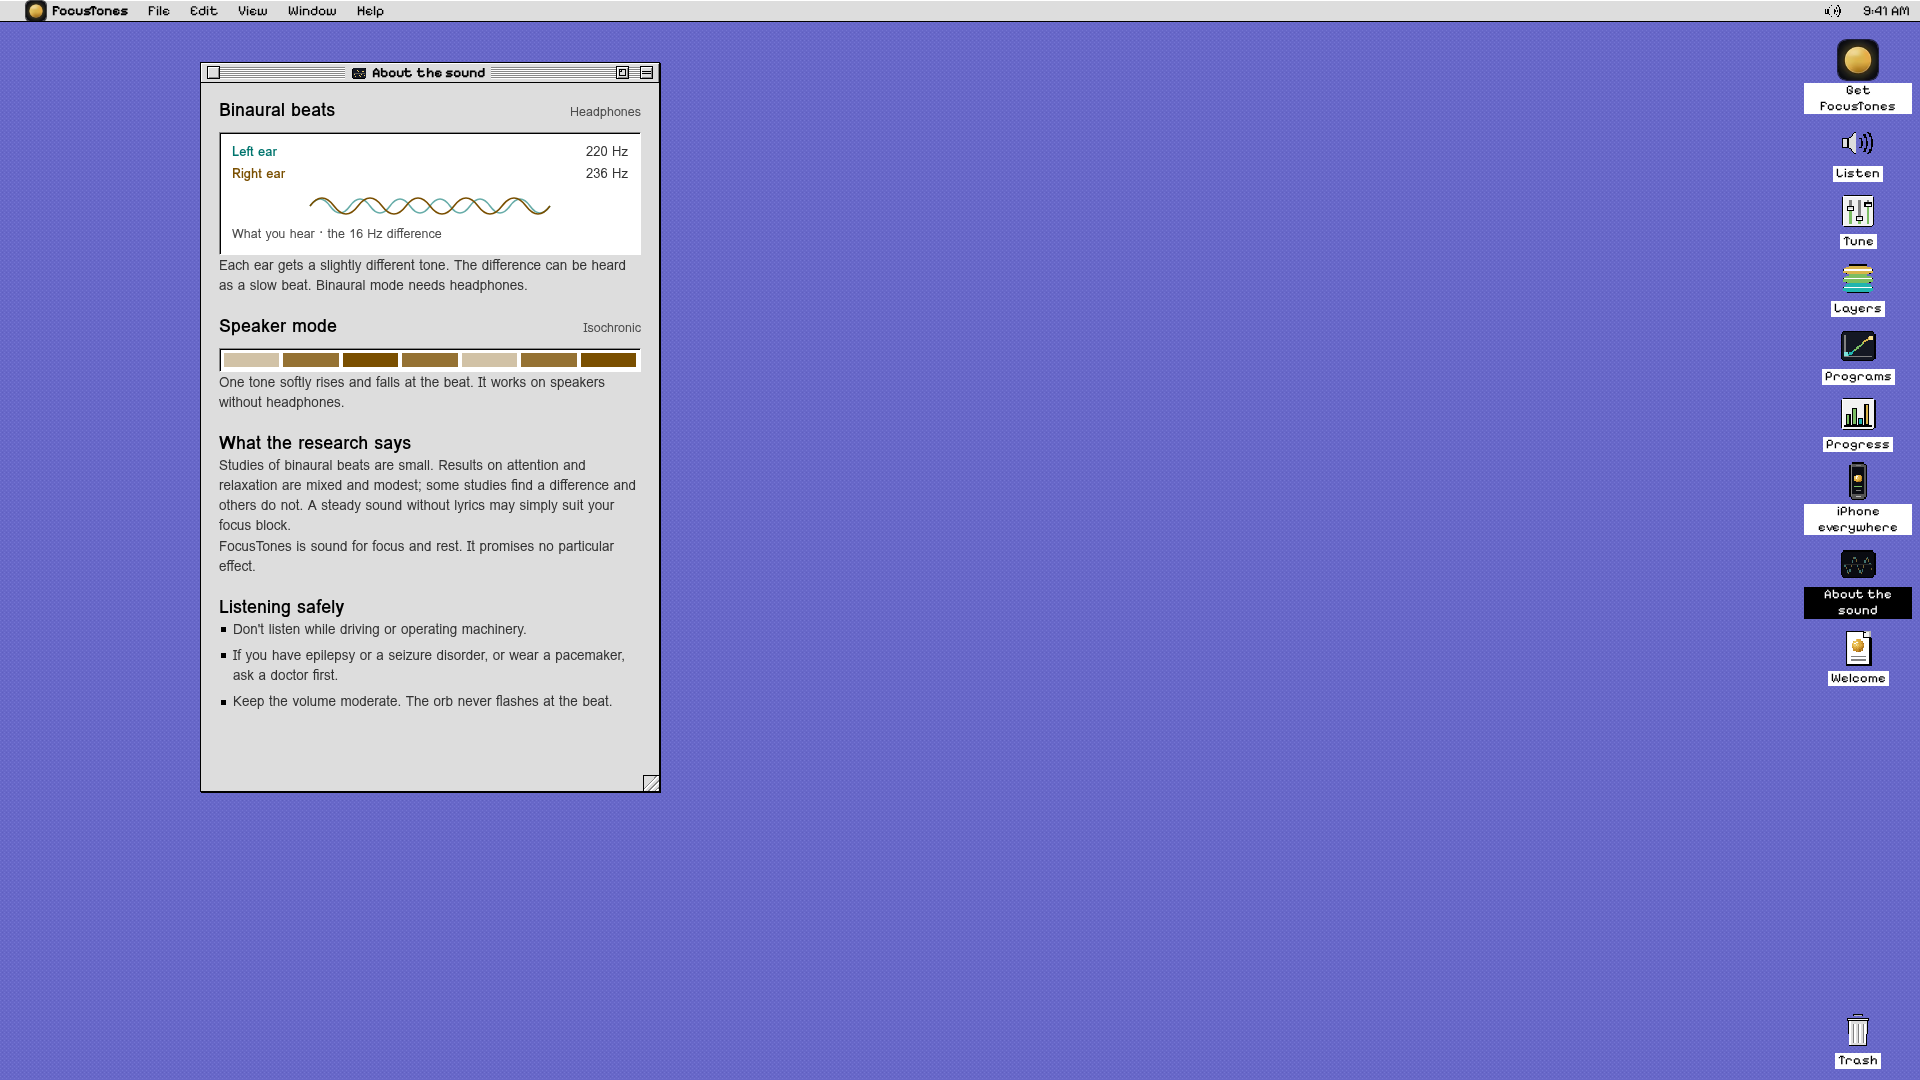 FocusTones File Edit View Window Help 9:41 AM
About the sound
Binaural beats Headphones
Left ear 220 Hz
Right ear 236 Hz
What you hear · the 16 Hz difference
Each ear gets a slightly different tone. The difference can be heard
as a slow beat. Binaural mode needs headphones.
Speaker mode Isochronic
One tone softly rises and falls at the beat. It works on speakers
without headphones.
What the research says
Studies of binaural beats are small. Results on attention and
relaxation are mixed and modest; some studies find a difference and
others do not. A steady sound without lyrics may simply suit your
focus block.
FocusTones is sound for focus and rest. It promises no particular
effect.
Listening safely
Don't listen while driving or operating machinery.
If you have epilepsy or a seizure disorder, or wear a pacemaker,
ask a doctor first.
Keep the volume moderate. The orb never flashes at the beat.
Get
FocusTones
Listen
Tune
Layers
Programs
Progress
iPhone
everywhere
About the
sound
Welcome
Trash